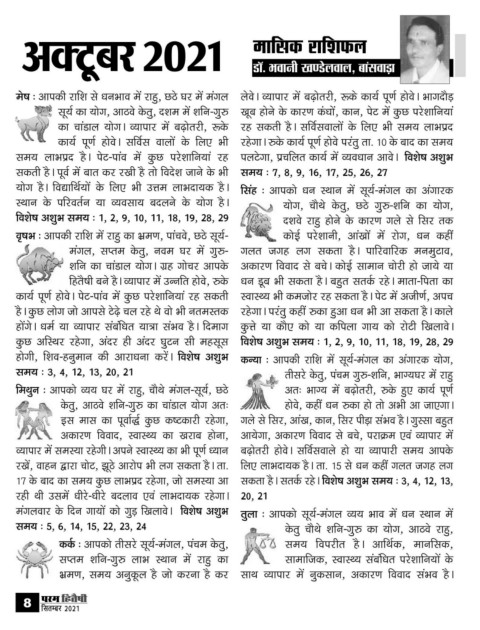 अक्टूबर 2021
मासिक राशिफल
डॉ. भवानी खण्डेलवाल, बांसवाड़ा
मेष : आपकी राशि से धनभाव में राहु, छठे घर में मंगल
सूर्य का योग, आठवे केतु, दशम में शनि-गुरु
का चांडाल योग। व्यापार में बढ़ोतरी, रूके
कार्य पूर्ण होवे। सर्विस वालों के लिए भी
समय लाभप्रद है। पेट-पांव में कुछ परेशानियां रह
सकती है। पूर्व में बात कर रखी है तो विदेश जाने के भी
योग है। विद्यार्थियों के लिए भी उत्तम लाभदायक है।
स्थान के परिवर्तन या व्यवसाय बदलने के योग है।
विशेष अशुभ समय : 1, 2, 9, 10, 11, 18, 19, 28, 29
वृषभ : आपकी राशि में राहु का भ्रमण, पांचवे, छठे सूर्य-
मंगल, सप्तम केतु, नवम घर में गुरु-
शनि का चांडाल योग। ग्रह गोचर आपके
हितैषी बने है। व्यापार में उन्नति होवे, रुके
कार्य पूर्ण होवे। पेट-पांव में कुछ परेशानियां रह सकती
है। कुछ लोग जो आपसे टेढ़े चल रहे थे वो भी नतमस्तक
होंगे। धर्म या व्यापार संबंधित यात्रा संभव है। दिमाग
कुछ अस्थिर रहेगा, अंदर ही अंदर घुटन सी महसूस
होगी, शिव-हनुमान की आराधना करें। विशेष अशुभ
समय : 3, 4, 12, 13, 20, 21
मिथुन : आपको व्यय घर में राहु, चौथे मंगल-सूर्य, छठे
केतु, आठवे शनि-गुरु का चांडाल योग अतः
इस मास का पूर्वार्द्ध कुछ कष्टकारी रहेगा,
अकारण विवाद, स्वास्थ्य का खराब होना,
व्यापार में समस्या रहेगी। अपने स्वास्थ्य का भी पूर्ण ध्यान
रखें, वाहन द्वारा चोट, झूठे आरोप भी लग सकता है। ता.
17 के बाद का समय कुछ लाभप्रद रहेगा, जो समस्या आ
रही थी उसमें धीरे-धीरे बदलाव एवं लाभदायक रहेगा।
मंगलवार के दिन गायों को गुड़ खिलावे। विशेष अशुभ
समय : 5, 6, 14, 15, 22, 23, 24
कर्क : आपको तीसरे सूर्य-मंगल, पंचम केतु,
सप्तम शनि-गुरु लाभ स्थान में राहु का
भ्रमण, समय अनुकूल है जो करना है कर
लेवे। व्यापार में बढ़ोतरी, रूके कार्य पूर्ण होवे। भागदौड़
खूब होने के कारण कंधों, कान, पेट में कुछ परेशानियां
रह सकती है। सर्विसवालों के लिए भी समय लाभप्रद
रहेगा। रुके कार्य पूर्ण होवे परंतु ता. 10 के बाद का समय
पलटेगा, प्रचलित कार्य में व्यवधान आवे। विशेष अशुभ
समय : 7, 8, 9, 16, 17, 25, 26, 27
सिंह : आपको धन स्थान में सूर्य-मंगल का अंगारक
योग, चौथे केतु, छठे गुरु-शनि का योग,
दशवे राहु होने के कारण गले से सिर तक
कोई परेशानी, आंखों में रोग, धन कहीं
गलत जगह लग सकता है। पारिवारिक मनमुटाव,
अकारण विवाद से बचे। कोई सामान चोरी हो जाये या
धन डूब भी सकता है। बहुत सतर्क रहे। माता-पिता का
स्वास्थ्य भी कमजोर रह सकता है। पेट में अजीर्ण, अपच
रहेगा। परंतु कहीं रुका हुआ धन भी आ सकता है। काले
कुत्ते या कौए को या कपिला गाय को रोटी खिलावे।
विशेष अशुभ समय : 1, 2, 9, 10, 11, 18, 19, 28, 29
कन्या : आपकी राशि में सूर्य-मंगल का अंगारक योग,
तीसरे केतु, पंचम गुरु-शनि, भाग्यघर में राहु
अतः भाग्य में बढ़ोतरी, रुके हुए कार्य पूर्ण
होवे, कहीं धन रुका हो तो अभी आ जाएगा।
गले से सिर, आंख, कान, सिर पीड़ा संभव है। गुस्सा बहुत
आयेगा, अकारण विवाद से बचे, पराक्रम एवं व्यापार में
बढ़ोतरी होवे। सर्विसवाले हो या व्यापारी समय आपके
लिए लाभदायक है। ता. 15 से धन कहीं गलत जगह लग
सकता है। सतर्क रहे। विशेष अशुभ समय : 3, 4, 12, 13,
20, 21
तुला : आपको सूर्य-मंगल व्यय भाव में धन स्थान में
केतु चौथे शनि-गुरु का योग, आठवे राहु,
समय विपरीत है। आर्थिक, मानसिक,
सामाजिक, स्वास्थ्य संबंधित परेशानियों के
साथ व्यापार में नुकसान, अकारण विवाद संभव है।
8 परम हितैषी
सितम्बर 2021